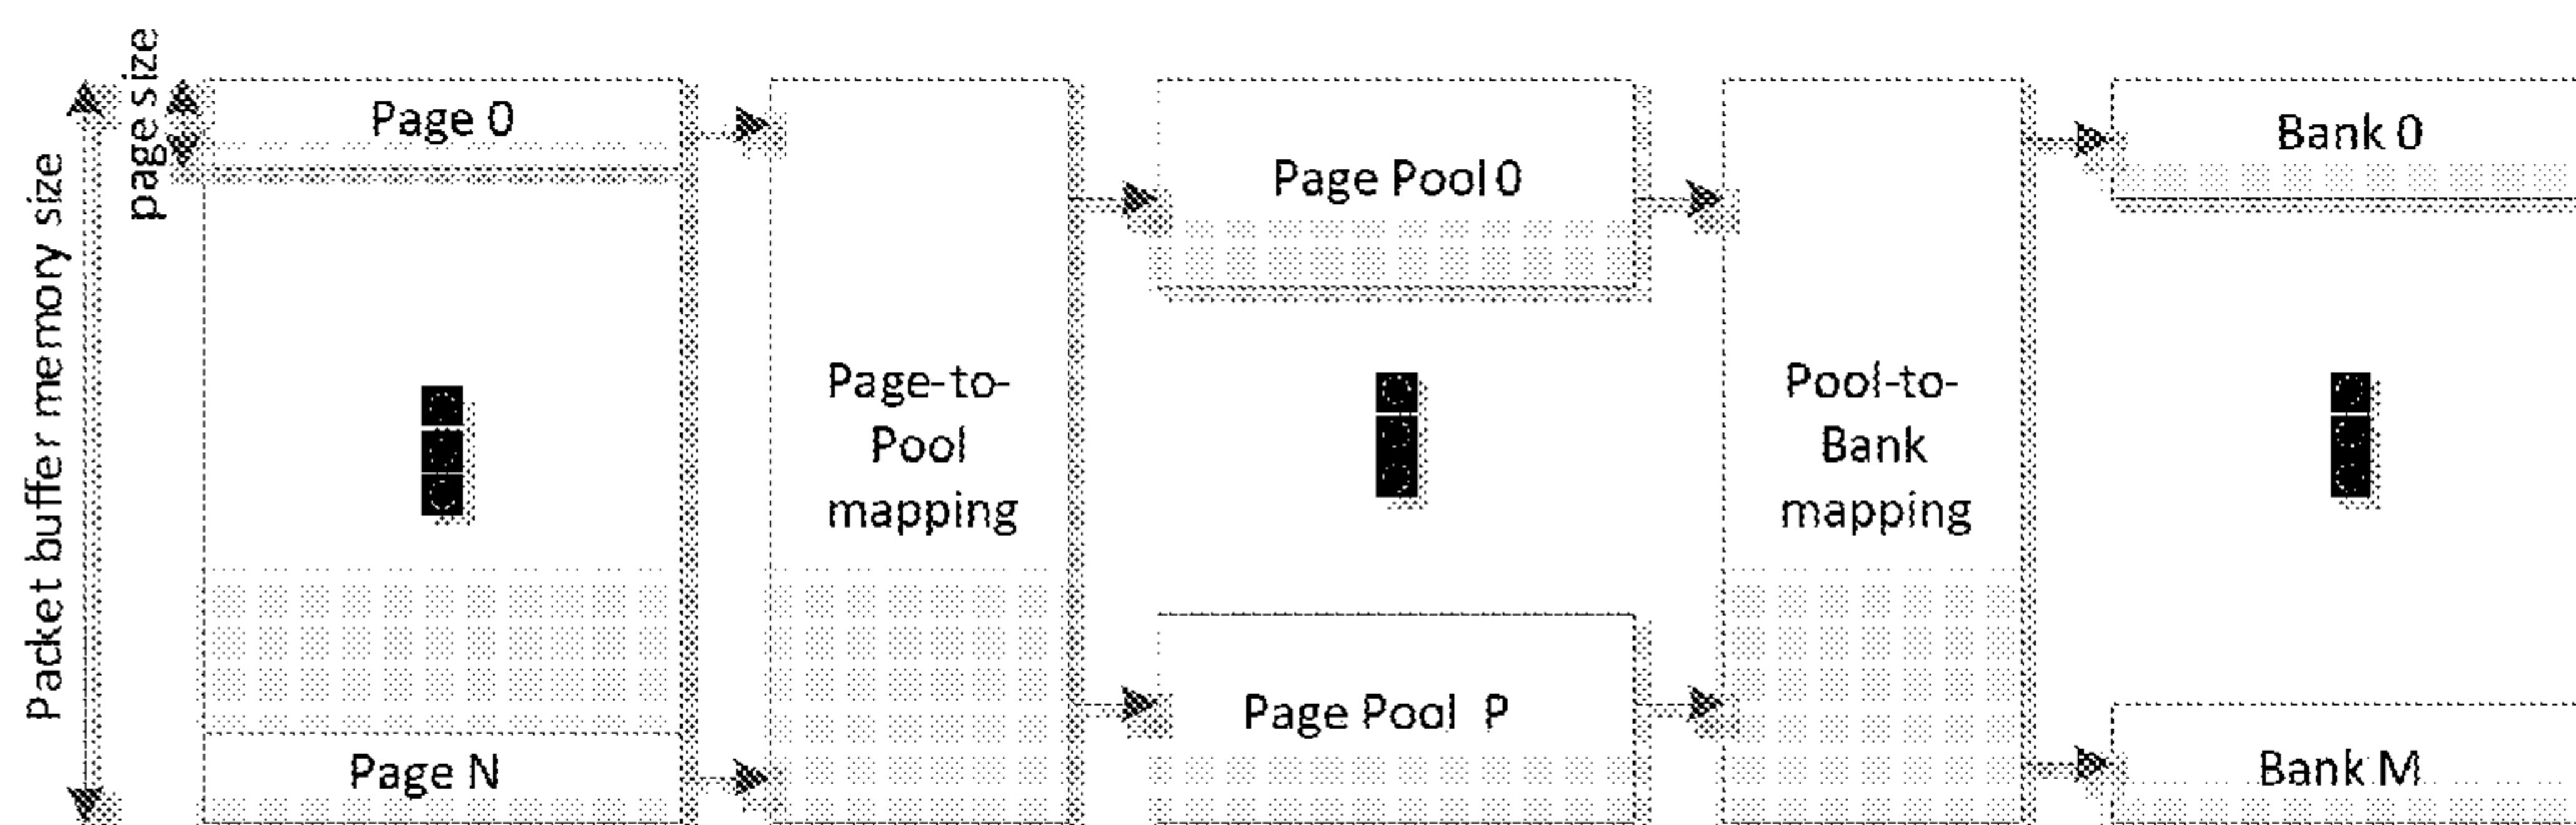 Packet buffer memory size
page size
Page 0
Page N
Page-to-
Pool
mapping
Page Pool 0
Page Pool P
Pool-to-
Bank
mapping
Bank 0
Bank M